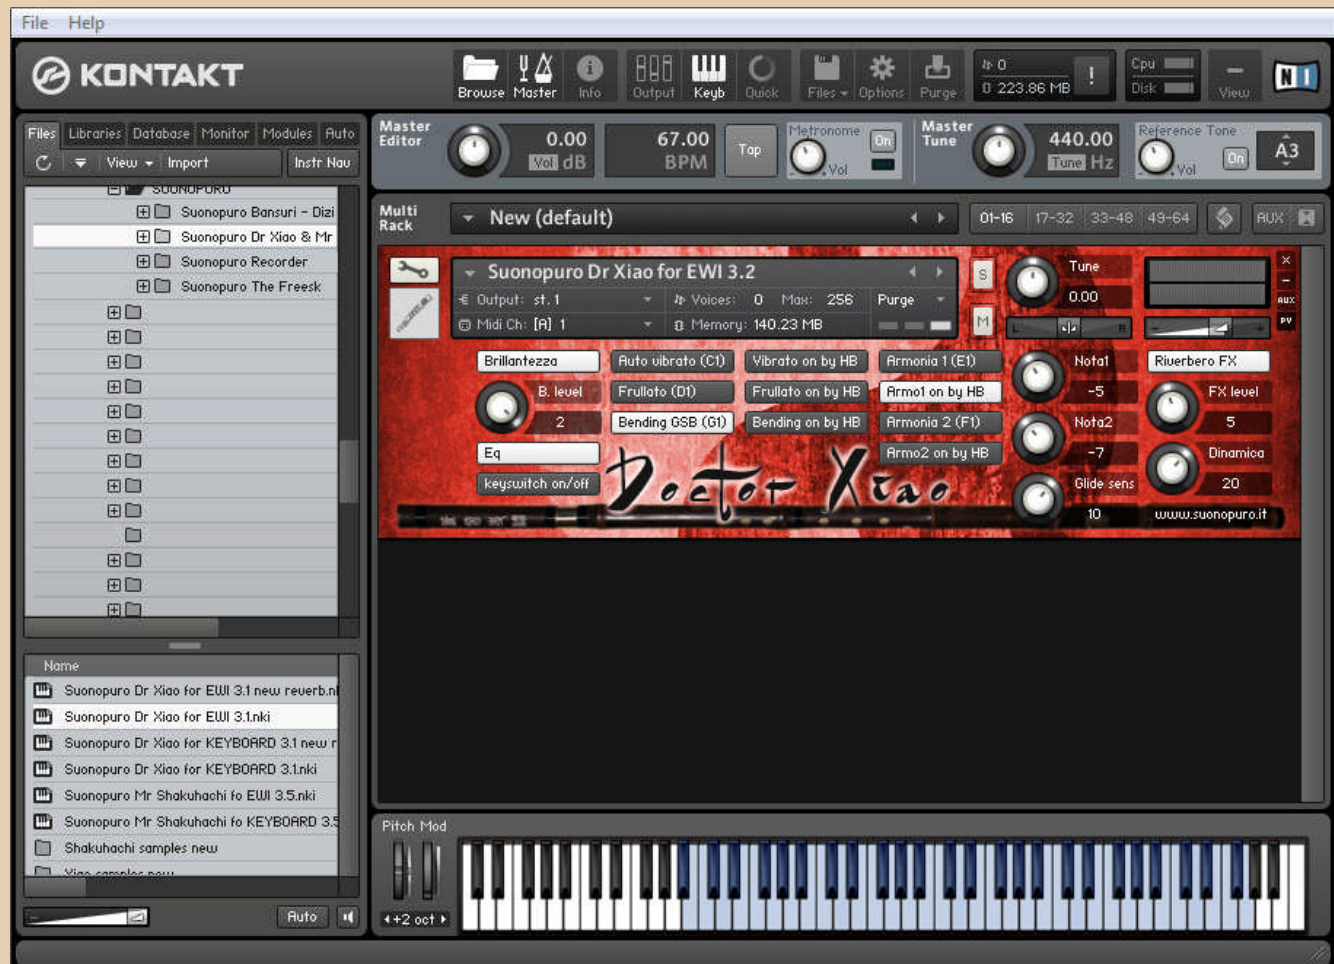 File Help
KONTAKT
Browse Master Info Output Keyb Quick Files Options Purge
0
223.86 MB
!
Cpu
Disk
View
NI
Files Libraries Database Monitor Modules Auto
View Import Instr Nav
SUONOPURO
Suonopuro Bansuri - Dizi
Suonopuro Dr Xiao & Mr
Suonopuro Recorder
Suonopuro The Freesk
Name
Suonopuro Dr Xiao for EWI 3.1 new reverb.n
Suonopuro Dr Xiao for EWI 3.1.nki
Suonopuro Dr Xiao for KEYBOARD 3.1 new r
Suonopuro Dr Xiao for KEYBOARD 3.1.nki
Suonopuro Mr Shakuhachi fo EWI 3.5.nki
Suonopuro Mr Shakuhachi fo KEYBOARD 3.5
Shakuhachi samples new
Xiao samples new
Auto
Master Editor
0.00
Vol dB
67.00
BPM
Tap
Metronome
On
Vol
Master Tune
440.00
Tune Hz
Reference Tone
On
Vol
A3
Multi Rack
New (default)
01-16 17-32 33-48 49-64 AUX
Suonopuro Dr Xiao for EWI 3.2
Output: st. 1 Voices: 0 Max: 256 Purge
Midi Ch: [A] 1 Memory: 140.23 MB
S
M
Tune
0.00
L R
- +
×
-
AUX
PV
Brillantezza Auto vibrato (C1) Vibrato on by HB Armonia 1 (E1) Nota1 Riverbero FX
B. level Frullato (D1) Frullato on by HB Armo1 on by HB -5 FX level
2 Bending GSB (G1) Bending on by HB Armonia 2 (F1) Nota2 5
Eq Armo2 on by HB -7 Dinamica
keyswitch on/off Doctor Xiao Glide sens 20
10 www.suonopuro.it
Pitch Mod
+2 oct